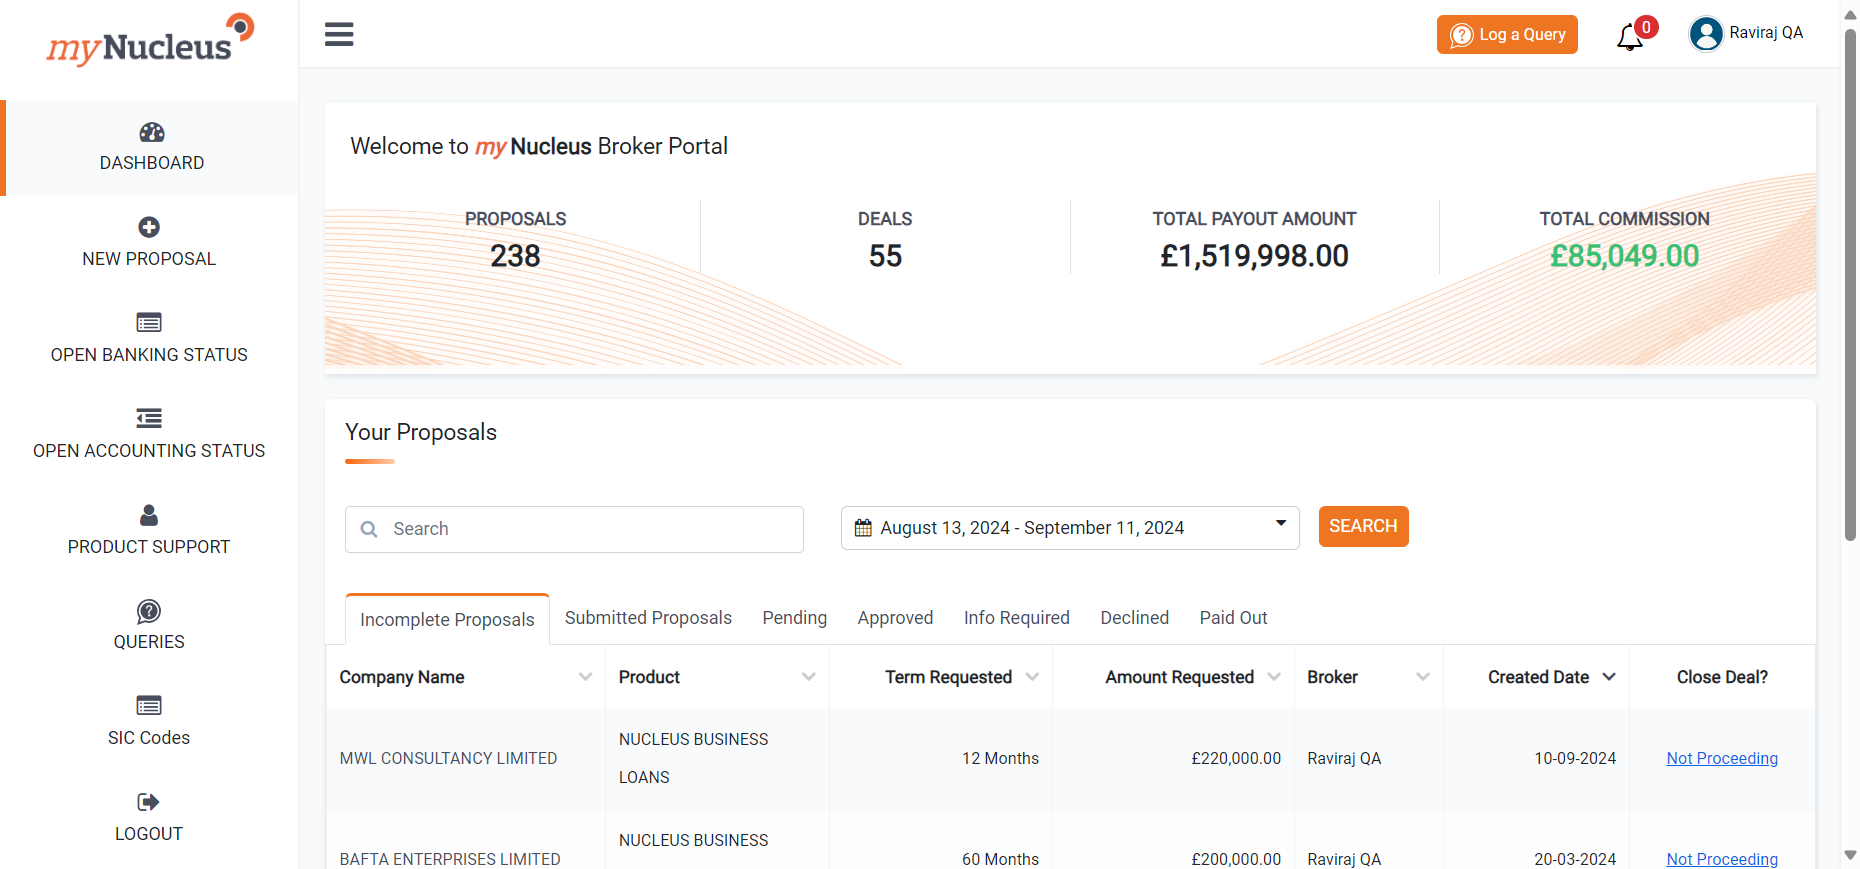 myNucleus
Log a Query
0
Raviraj QA
DASHBOARD
NEW PROPOSAL
OPEN BANKING STATUS
OPEN ACCOUNTING STATUS
PRODUCT SUPPORT
QUERIES
SIC Codes
LOGOUT
Welcome to my Nucleus Broker Portal
PROPOSALS
238
DEALS
55
TOTAL PAYOUT AMOUNT
£1,519,998.00
TOTAL COMMISSION
£85,049.00
Your Proposals
Search
August 13, 2024 - September 11, 2024
SEARCH
Incomplete Proposals Submitted Proposals Pending Approved Info Required Declined Paid Out
Company Name Product Term Requested Amount Requested Broker Created Date Close Deal?
MWL CONSULTANCY LIMITED
NUCLEUS BUSINESS
LOANS
12 Months £220,000.00 Raviraj QA 10-09-2024 Not Proceeding
BAFTA ENTERPRISES LIMITED
NUCLEUS BUSINESS
60 Months £200,000.00 Raviraj QA 20-03-2024 Not Proceeding